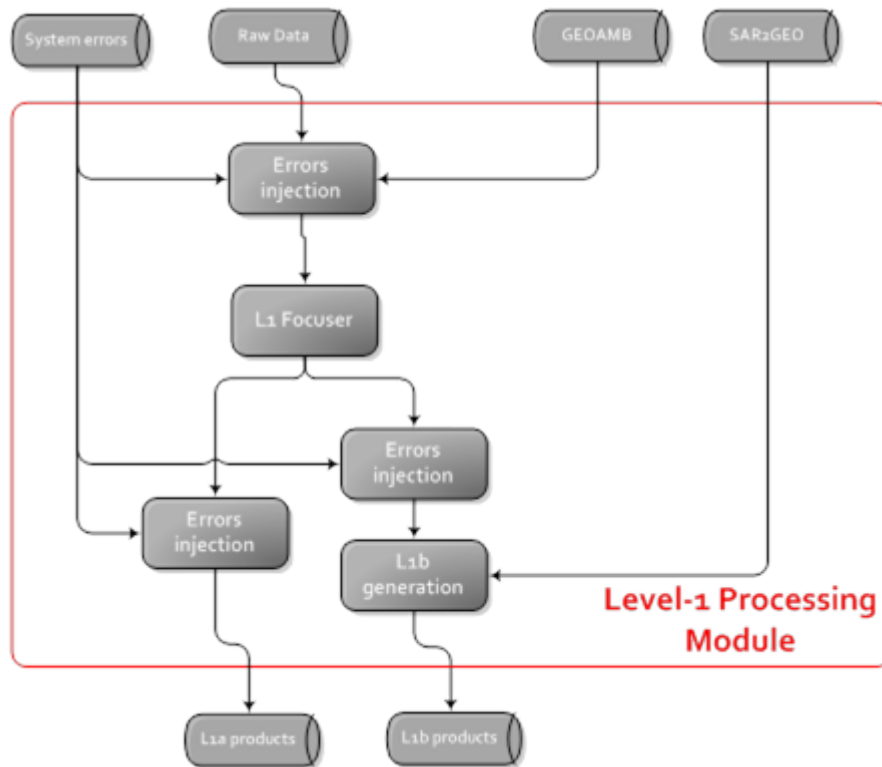 System errors
Raw Data
GEOAMB
SAR2GEO
Errors
injection
L1 Focuser
Errors
injection
Errors
injection
L1b
generation
Level-1 Processing
Module
L1a products
L1b products